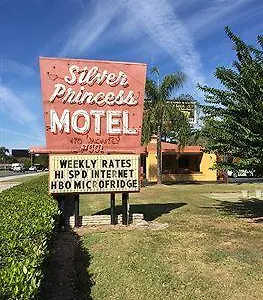 Silver
Princess
MOTEL
WEEKLY RATES
HI SPD INTERNET
HBO MICROFRIDGE